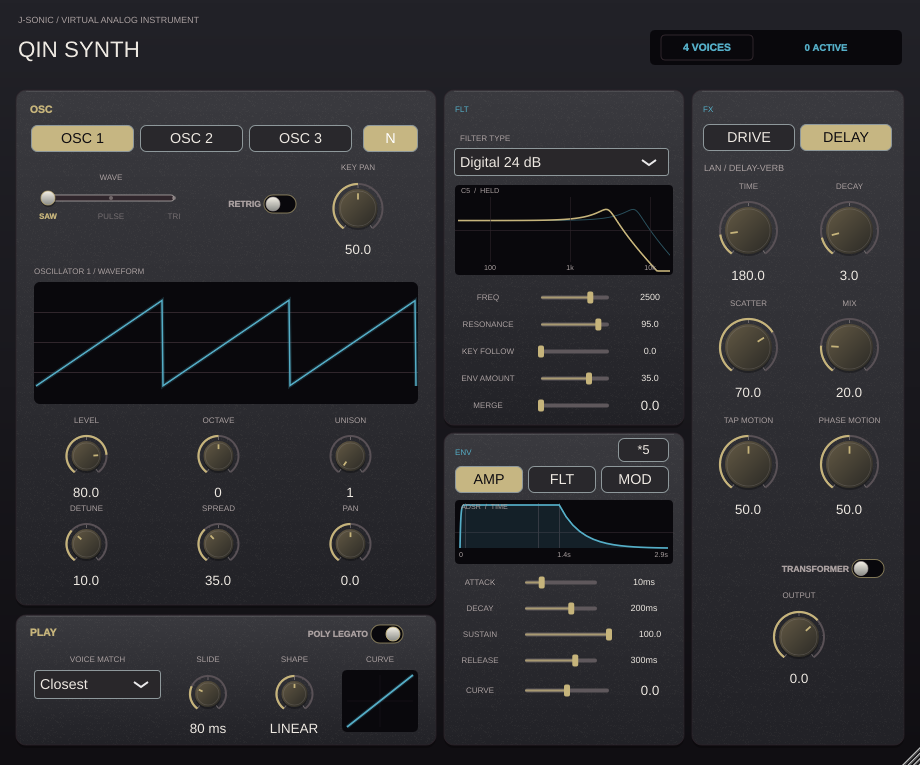 J-SONIC / VIRTUAL ANALOG INSTRUMENT
QIN SYNTH
4 VOICES
0 ACTIVE
OSC
OSC 1
OSC 2
OSC 3
N
WAVE
SAW
PULSE
TRI
RETRIG
KEY PAN
50.0
OSCILLATOR 1 / WAVEFORM
LEVEL
OCTAVE
UNISON
80.0
0
1
DETUNE
SPREAD
PAN
10.0
35.0
0.0
PLAY
POLY LEGATO
VOICE MATCH
SLIDE
SHAPE
CURVE
Closest
80 ms
LINEAR
FLT
FILTER TYPE
Digital 24 dB
C5 / HELD
100
1k
10k
FREQ
2500
RESONANCE
95.0
KEY FOLLOW
0.0
ENV AMOUNT
35.0
MERGE
0.0
ENV
*5
AMP
FLT
MOD
ADSR / TIME
0
1.4s
2.9s
ATTACK
10ms
DECAY
200ms
SUSTAIN
100.0
RELEASE
300ms
CURVE
0.0
FX
DRIVE
DELAY
LAN / DELAY-VERB
TIME
DECAY
180.0
3.0
SCATTER
MIX
70.0
20.0
TAP MOTION
PHASE MOTION
50.0
50.0
TRANSFORMER
OUTPUT
0.0